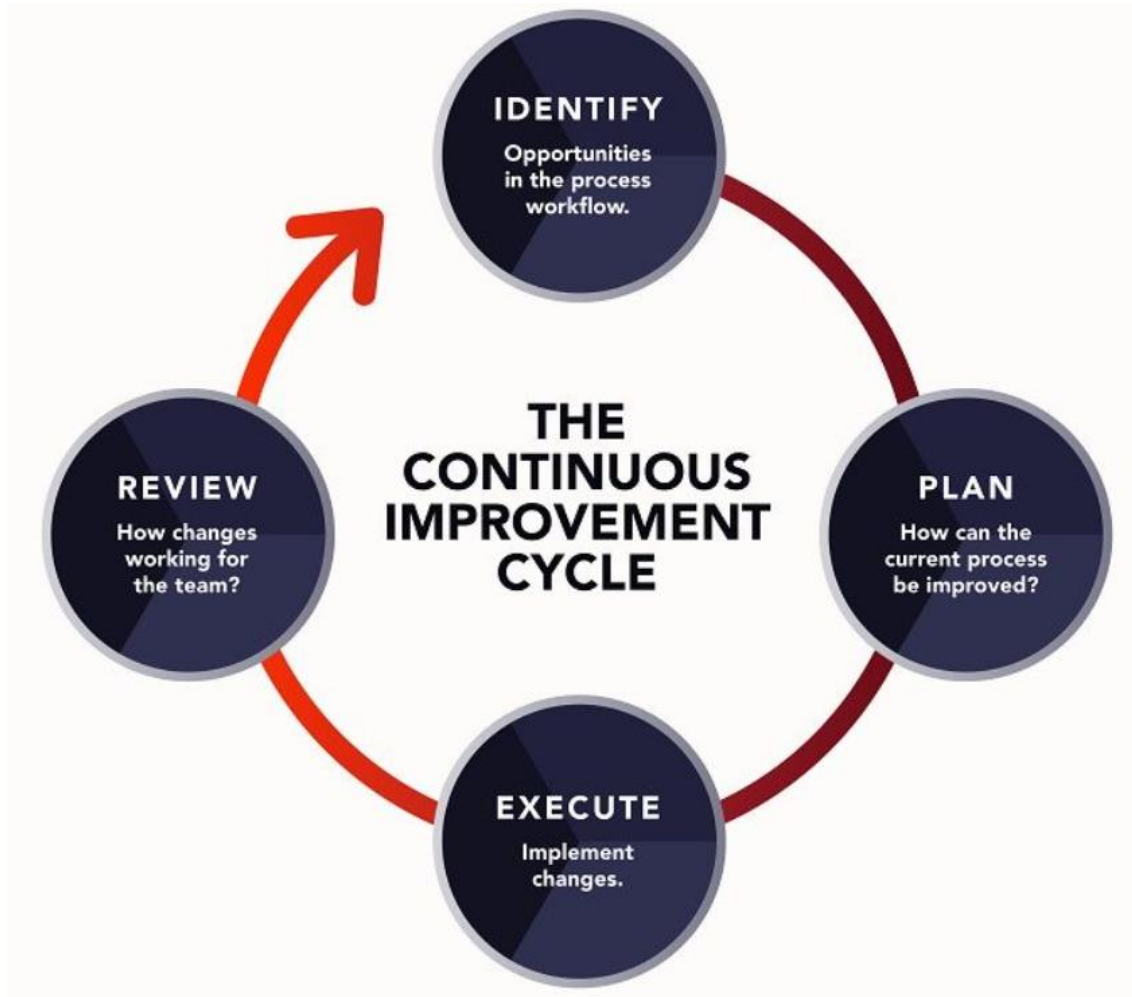 IDENTIFY
Opportunities
in the process
workflow.
THE
CONTINUOUS
IMPROVEMENT
CYCLE
PLAN
How can the
current process
be improved?
EXECUTE
Implement
changes.
REVIEW
How changes
working for
the team?